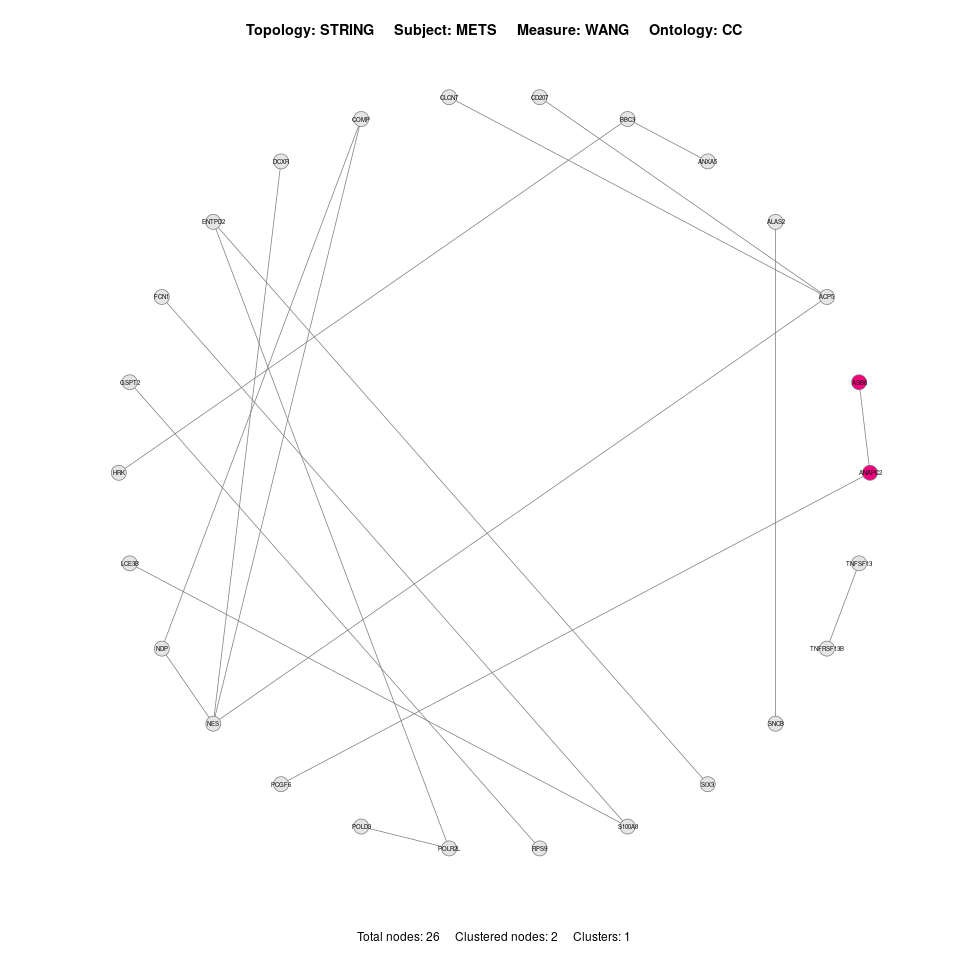 Topology: STRING Subject: METS Measure: WANG Ontology: CC
CLCN7
CD207
COMP
BBC3
DCXR
ANXA5
ENTPD2
ALAS2
FCN1
ACP5
GSPT2
HRK
ANAPC2
LCE3B
TNFSF13
NDP
TNFRSF13B
NES
SNCB
PCGF6
SIX3
POLD3
S100A8
POLR2L
RPS9
Total nodes: 26 Clustered nodes: 2 Clusters: 1